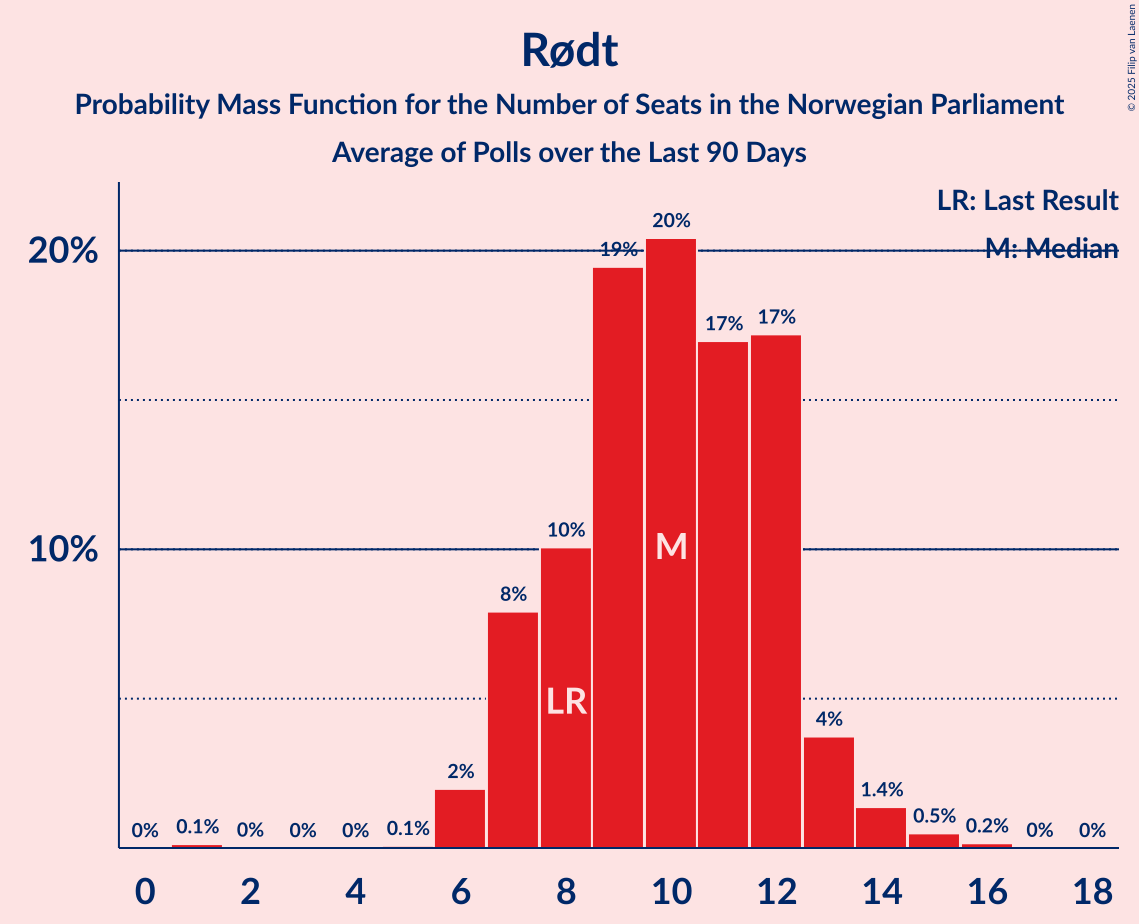 Rødt
Probability Mass Function for the Number of Seats in the Norwegian Parliament
Average of Polls over the Last 90 Days
© 2025 Filip van Laenen
LR: Last Result
M: Median
20%
10%
0% 0.1% 0% 0% 0% 0.1% 2% 8% 10% 19% 20% 17% 17% 4% 1.4% 0.5% 0.2% 0% 0%
LR
M
0 2 4 6 8 10 12 14 16 18